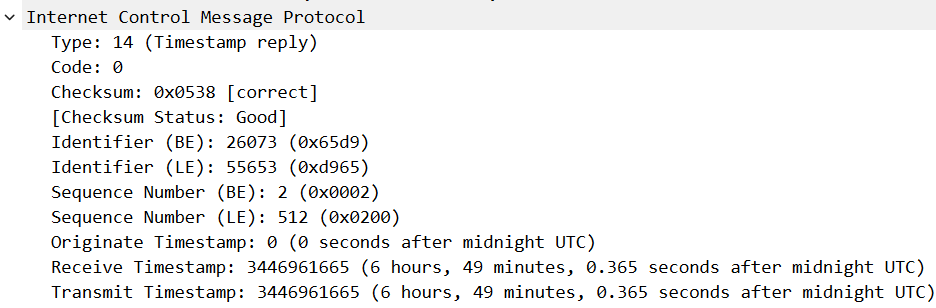 Internet Control Message Protocol
Type: 14 (Timestamp reply)
Code: 0
Checksum: 0x0538 [correct]
[Checksum Status: Good]
Identifier (BE): 26073 (0x65d9)
Identifier (LE): 55653 (0xd965)
Sequence Number (BE): 2 (0x0002)
Sequence Number (LE): 512 (0x0200)
Originate Timestamp: 0 (0 seconds after midnight UTC)
Receive Timestamp: 3446961665 (6 hours, 49 minutes, 0.365 seconds after midnight UTC)
Transmit Timestamp: 3446961665 (6 hours, 49 minutes, 0.365 seconds after midnight UTC)